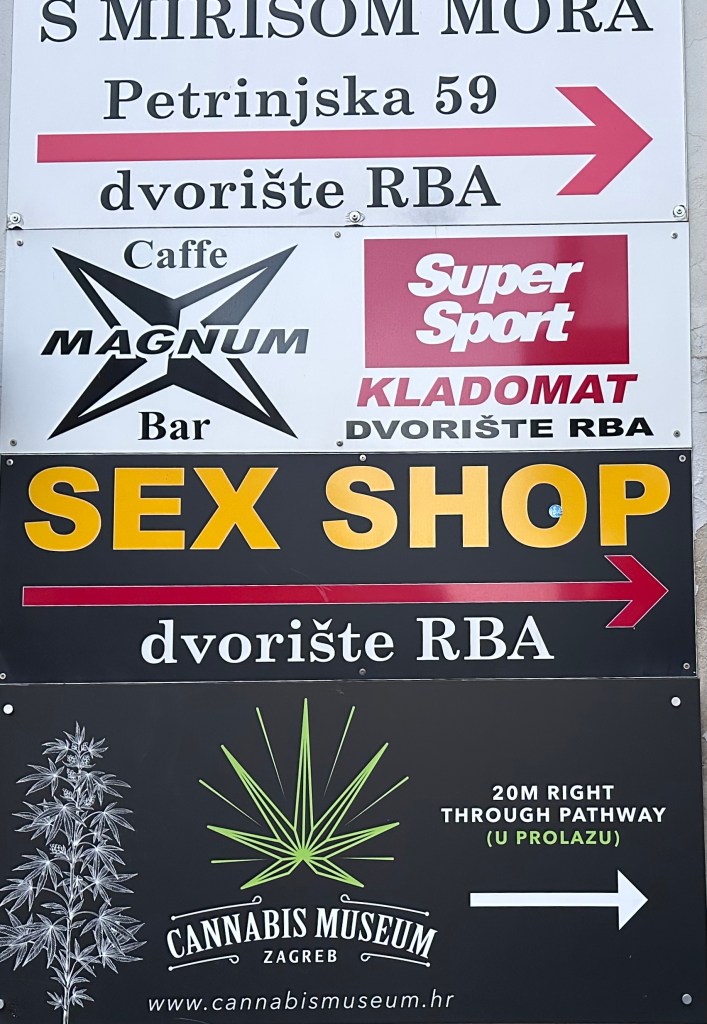 S MIRISOM MORA
Petrinjska 59
dvorište RBA
Caffe
MAGNUM
Bar
Super
Sport
KLADOMAT
DVORIŠTE RBA
SEX SHOP
dvorište RBA
20M RIGHT
THROUGH PATHWAY
(U PROLAZU)
CANNABIS MUSEUM
ZAGREB
www.cannabismuseum.hr